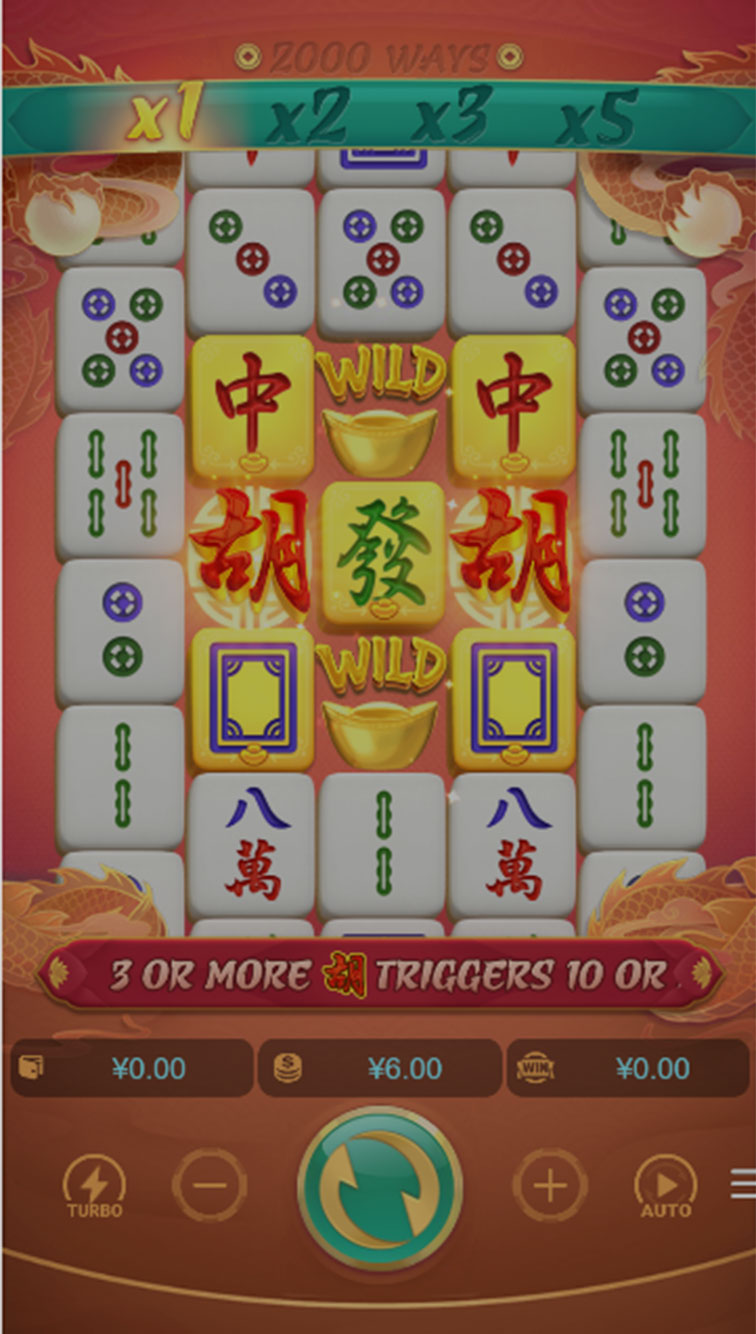 2000 WAYS
x1 x2 x3 x5
中 WILD 中
胡 發 胡
WILD
八 八
萬 萬
3 OR MORE 胡 TRIGGERS 10 OR
¥0.00 ¥6.00 WIN ¥0.00
TURBO AUTO